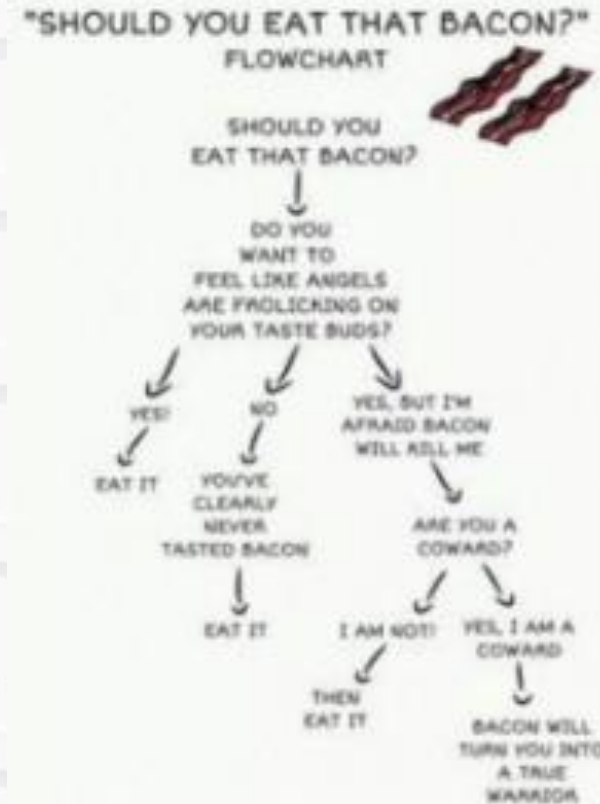 "SHOULD YOU EAT THAT BACON?"
FLOWCHART
SHOULD YOU
EAT THAT BACON?
DO YOU
WANT TO
FEEL LIKE ANGELS
ARE FROLICKING ON
YOUR TASTE BUDS?
YES!
EAT IT
NO
YOU'VE
CLEARLY
NEVER
TASTED BACON
EAT IT
YES, BUT I'M
AFRAID BACON
WILL KILL ME
ARE YOU A
COWARD?
I AM NOT!
THEN
EAT IT
YES, I AM A
COWARD
BACON WILL
TURN YOU INTO
A TRUE
WARRIOR